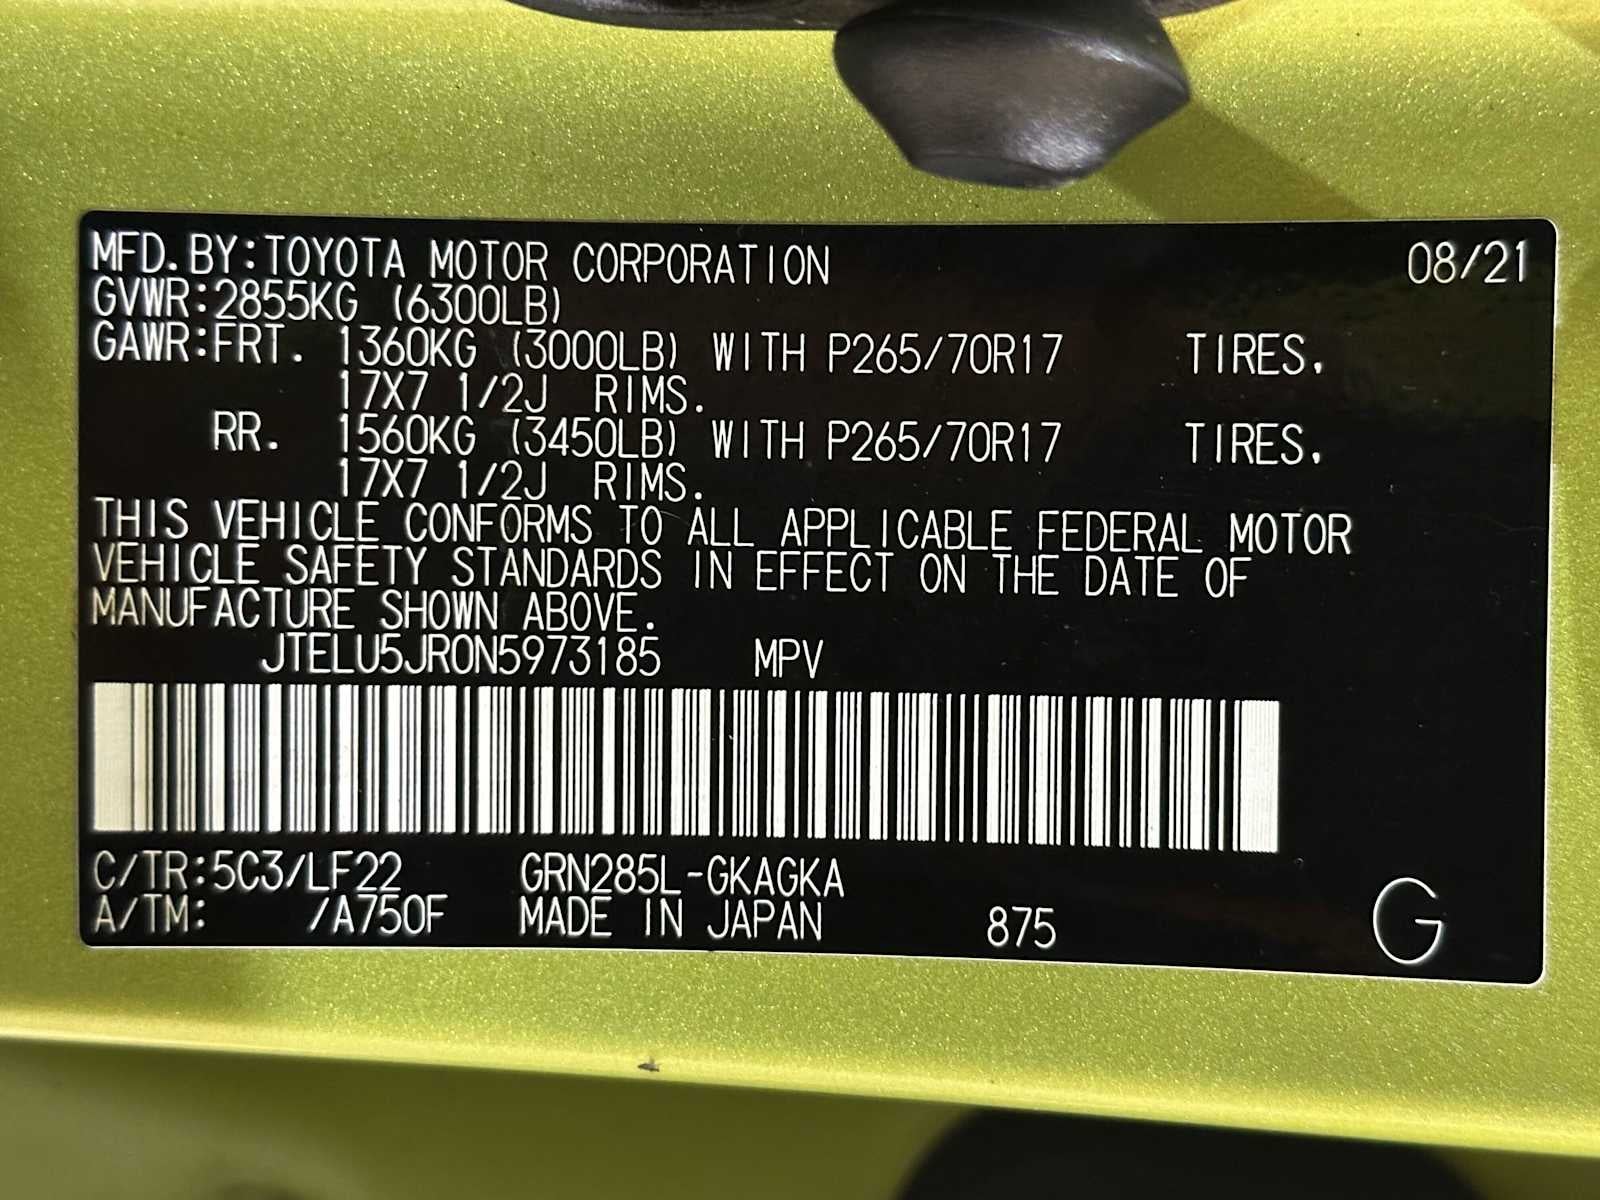 MFD.BY:TOYOTA MOTOR CORPORATION 08/21
GVWR:2855KG (6300LB)
GAWR:FRT. 1360KG (3000LB) WITH P265/70R17 TIRES.
17X7 1/2J RIMS.
RR. 1560KG (3450LB) WITH P265/70R17 TIRES.
17X7 1/2J RIMS.
THIS VEHICLE CONFORMS TO ALL APPLICABLE FEDERAL MOTOR
VEHICLE SAFETY STANDARDS IN EFFECT ON THE DATE OF
MANUFACTURE SHOWN ABOVE.
JTELU5JR0N5973185 MPV
C/TR:5C3/LF22 GRN285L-GKAGKA
A/TM: /A750F MADE IN JAPAN 875 G